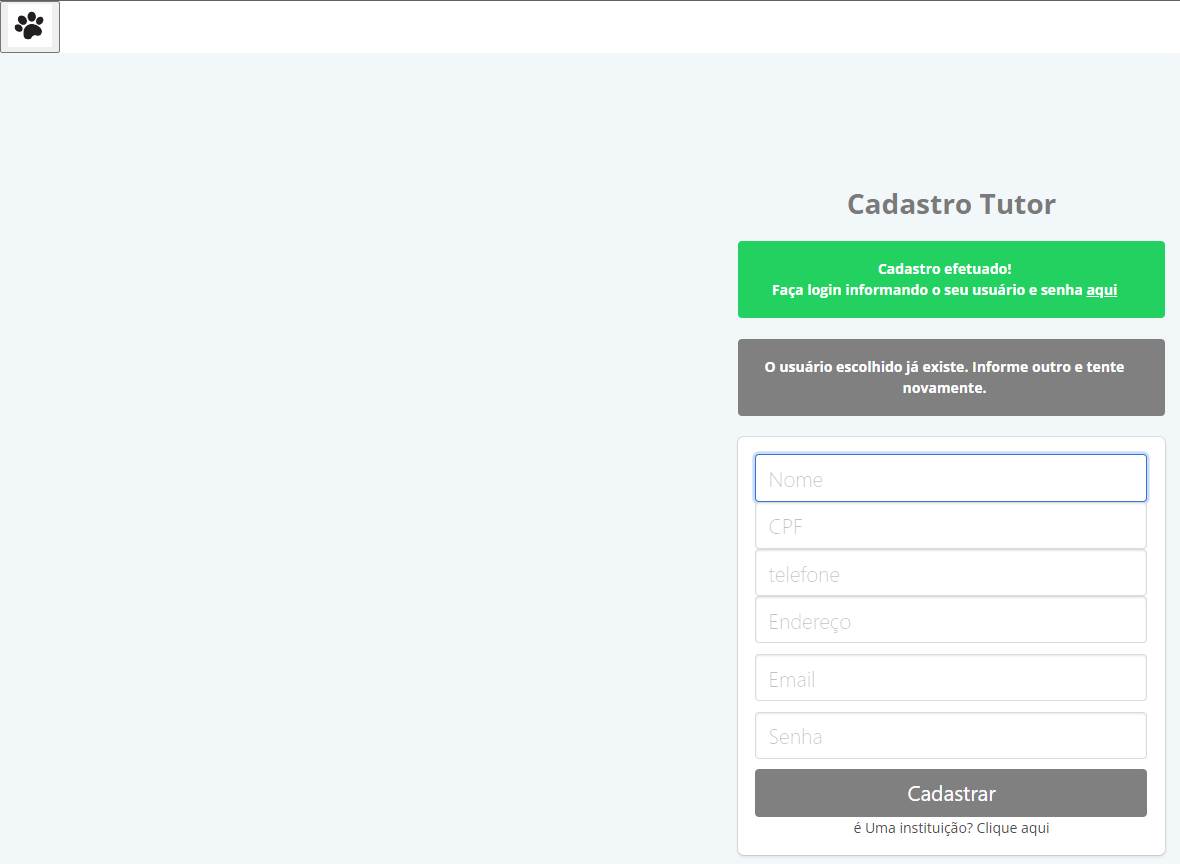 Cadastro Tutor
Cadastro efetuado!
Faça login informando o seu usuário e senha aqui
O usuário escolhido já existe. Informe outro e tente
novamente.
Nome
CPF
telefone
Endereço
Email
Senha
Cadastrar
é Uma instituição? Clique aqui